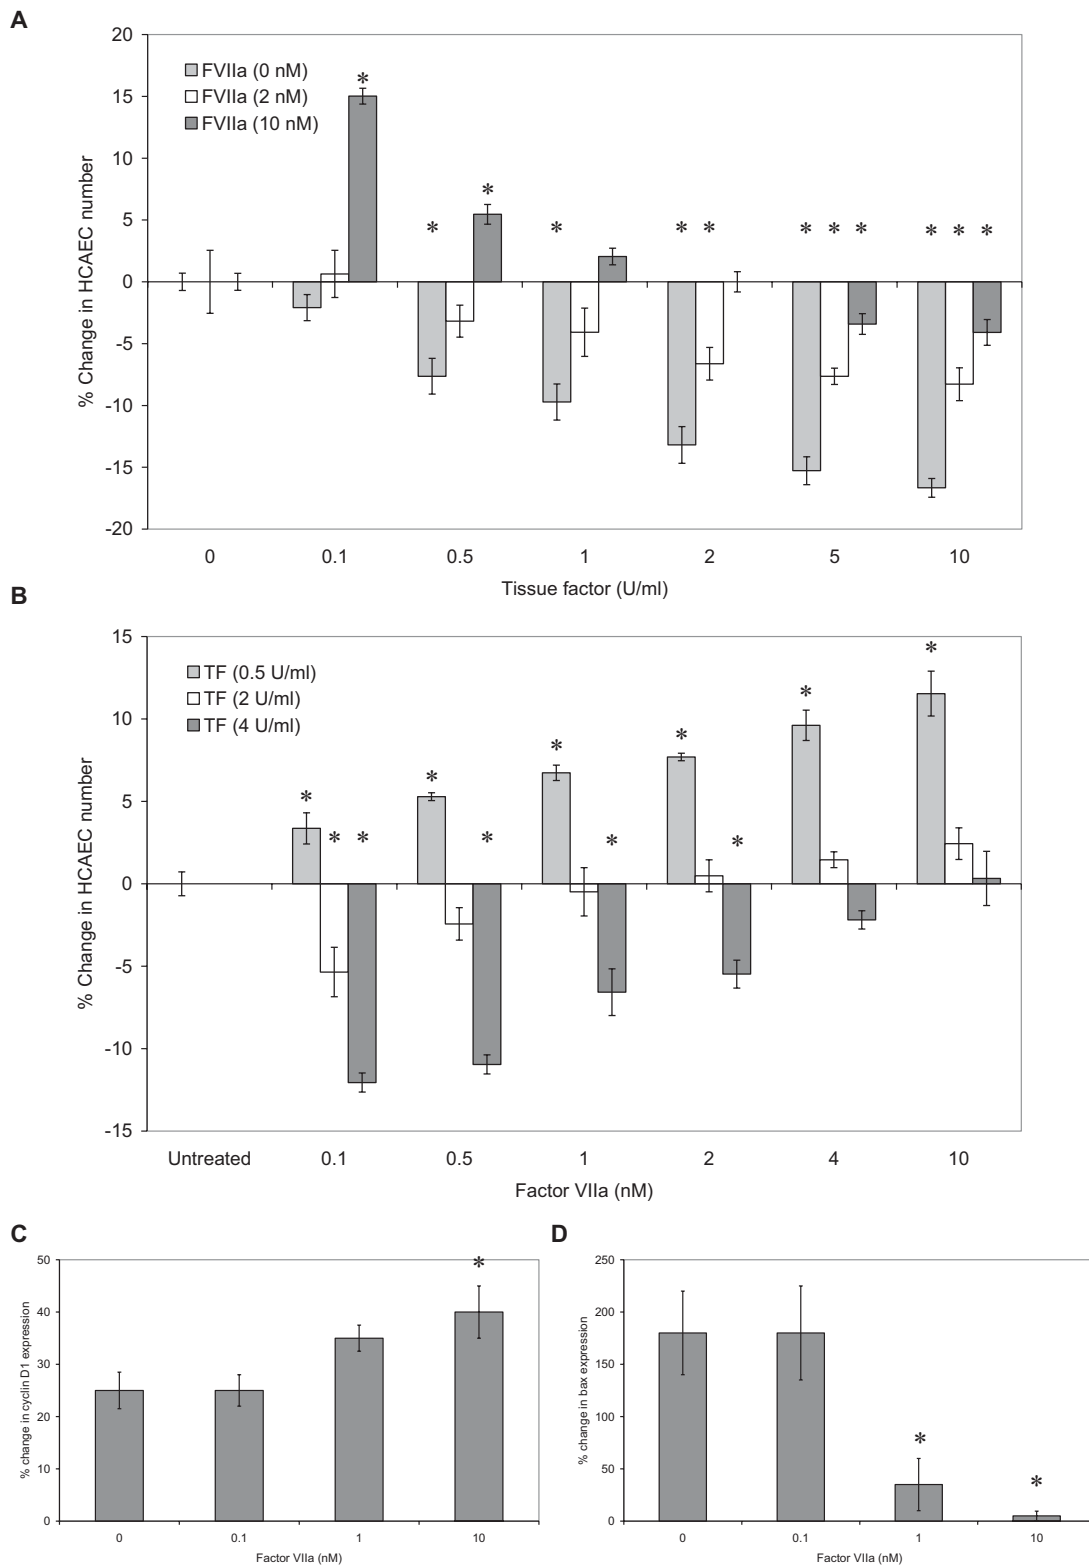 A
20
15
10
5
0
-5
-10
-15
-20
% Change in HCAEC number
FVIIa (0 nM)
FVIIa (2 nM)
FVIIa (10 nM)
*
*
*
*
* *
* * *
* * *
0 0.1 0.5 1 2 5 10
Tissue factor (U/ml)
B
15
10
5
0
-5
-10
-15
% Change in HCAEC number
TF (0.5 U/ml)
TF (2 U/ml)
TF (4 U/ml)
* * *
* *
* *
* *
*
*
Untreated 0.1 0.5 1 2 4 10
Factor VIIa (nM)
C
50
40
30
20
10
0
% change in cyclin D1 expression
*
0 0.1 1 10
Factor VIIa (nM)
D
250
200
150
100
50
0
% change in bax expression
*
*
0 0.1 1 10
Factor VIIa (nM)